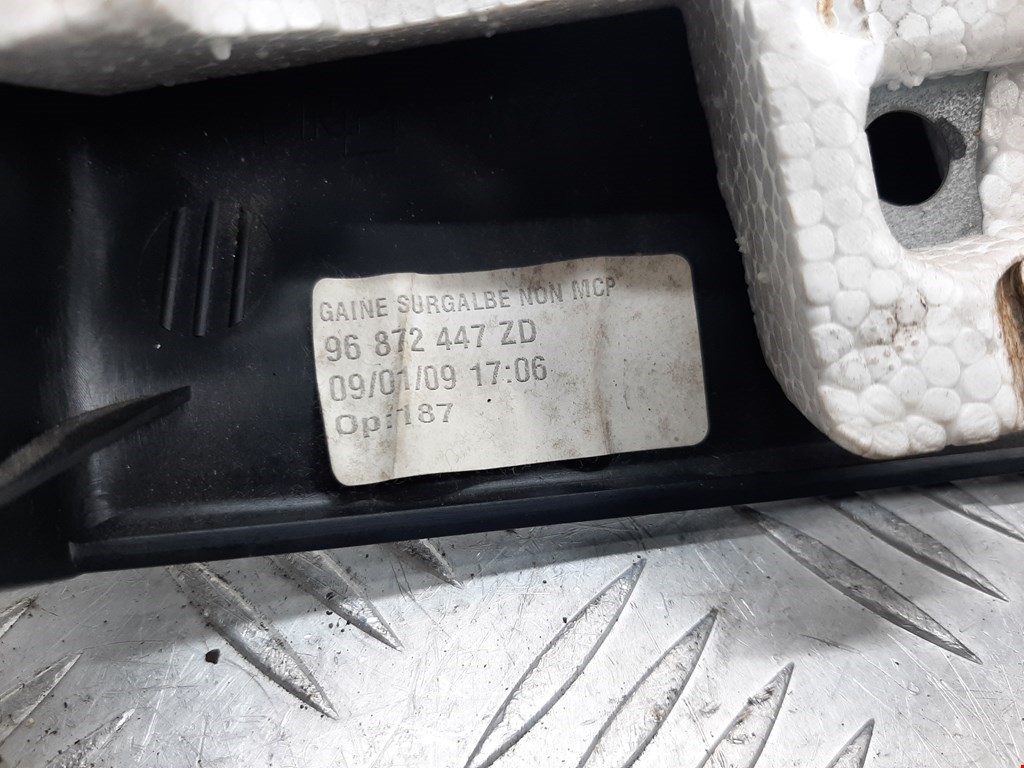 GAINE SURGALBE NON MCP
96 872 447 ZD
09/01/09 17:06
Op:187